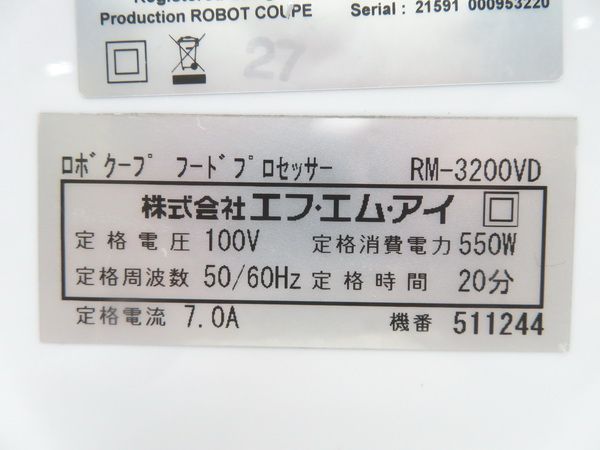 Production ROBOT COUPE Serial : 21591 000953220
27
ﾛﾎﾞｸｰﾌﾟ ﾌｰﾄﾞﾌﾟﾛｾｯｻｰ RM-3200VD
株式会社エフ・エム・アイ
定格電圧 100V 定格消費電力 550W
定格周波数 50/60Hz 定格時間 20分
定格電流 7.0A 機番 511244